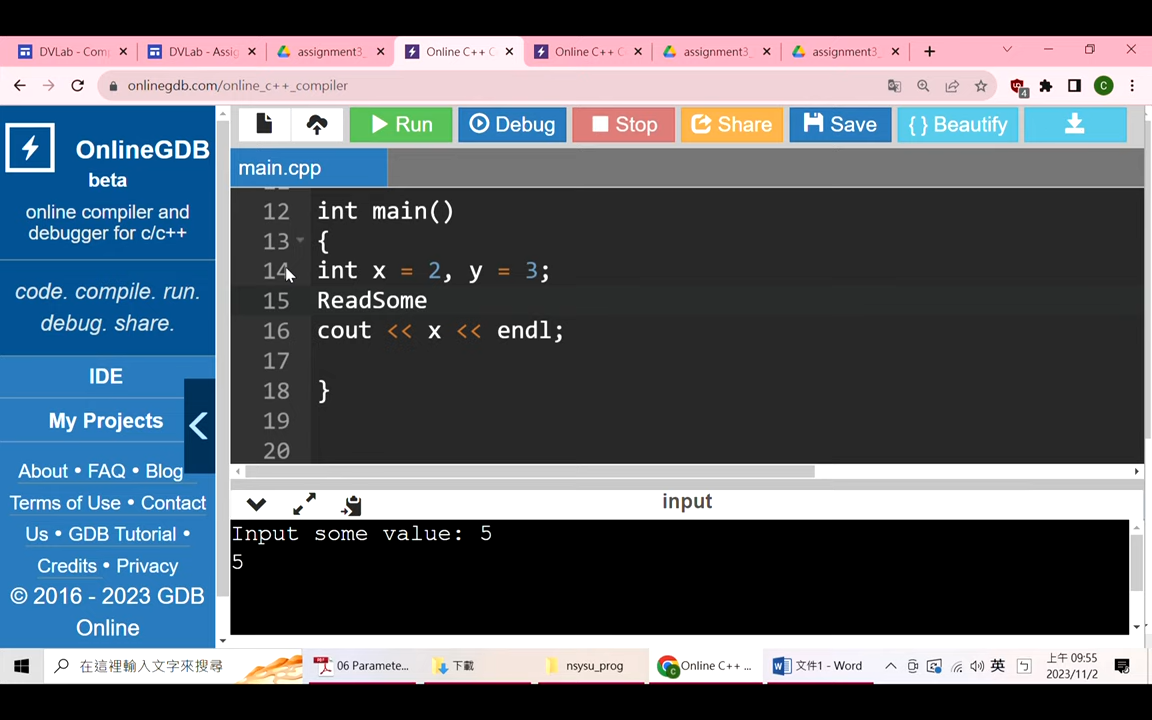 DVLab - Com
DVLab - Assig
assignment3_
Online C++ C
Online C++ C
assignment3_
assignment3_
onlinegdb.com/online_c++_compiler
4
C
OnlineGDB
beta
online compiler and
debugger for c/c++
code. compile. run.
debug. share.
IDE
My Projects
About • FAQ • Blog
Terms of Use • Contact
Us • GDB Tutorial •
Credits • Privacy
© 2016 - 2023 GDB
Online
Run
Debug
Stop
Share
Save
{ } Beautify
main.cpp
12 int main()
13 {
14 int x = 2, y = 3;
15 ReadSome
16 cout << x << endl;
17
18 }
19
20
input
Input some value: 5
5
在這裡輸入文字來搜尋
06 Paramete...
下載
nsysu_prog
Online C++ ...
文件1 - Word
英
上午 09:55
2023/11/2